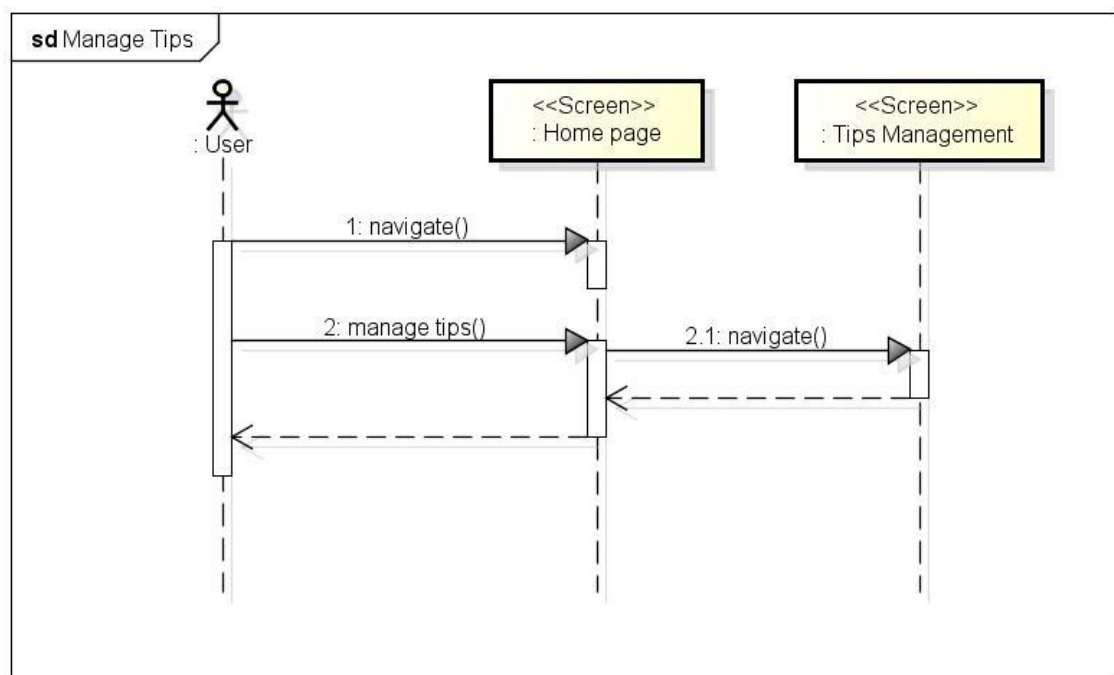 sd Manage Tips
: User
<<Screen>>
: Home page
<<Screen>>
: Tips Management
1: navigate()
2: manage tips()
2.1: navigate()